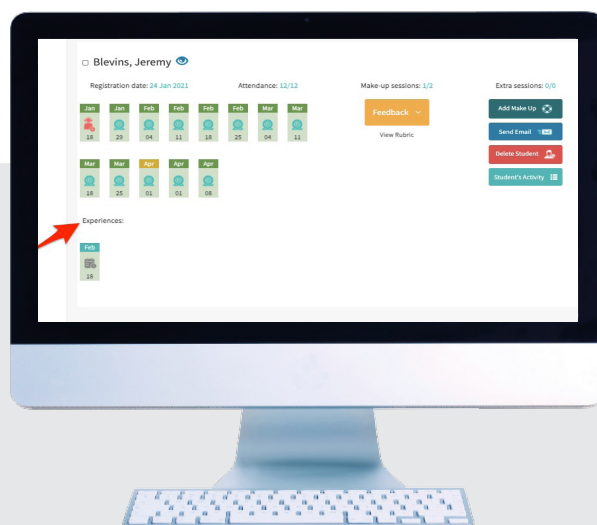 Blevins, Jeremy
Registration date: 24 Jan 2021 Attendance: 12/12 Make-up sessions: 1/2 Extra sessions: 0/0
Jan Jan Feb Feb Feb Feb Mar Mar
18 29 04 11 18 25 04 11
Feedback
View Rubric
Add Make Up
Send Email
Delete Student
Student's Activity
Mar Mar Apr Apr Apr
18 25 01 01 08
Experiences:
Feb
18